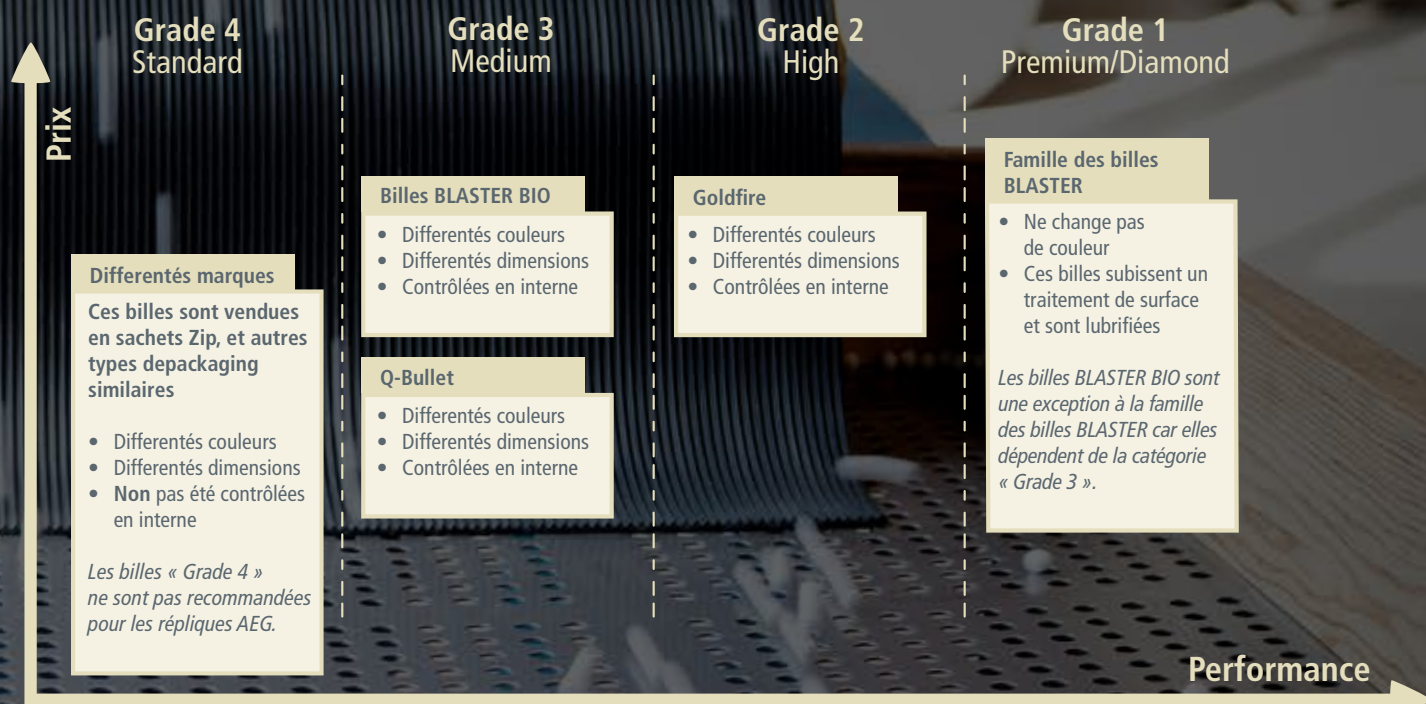 Grade 4
Standard
Grade 3
Medium
Grade 2
High
Grade 1
Premium/Diamond
Prix
Differentés marques
Ces billes sont vendues
en sachets Zip, et autres
types depackaging
similaires
• Differentés couleurs
• Differentés dimensions
• Non pas été contrôlées
en interne
Les billes « Grade 4 »
ne sont pas recommandées
pour les répliques AEG.
Billes BLASTER BIO
• Differentés couleurs
• Differentés dimensions
• Contrôlées en interne
Q-Bullet
• Differentés couleurs
• Differentés dimensions
• Contrôlées en interne
Goldfire
• Differentés couleurs
• Differentés dimensions
• Contrôlées en interne
Famille des billes
BLASTER
• Ne change pas
de couleur
• Ces billes subissent un
traitement de surface
et sont lubrifiées
Les billes BLASTER BIO sont
une exception à la famille
des billes BLASTER car elles
dépendent de la catégorie
« Grade 3 ».
Performance